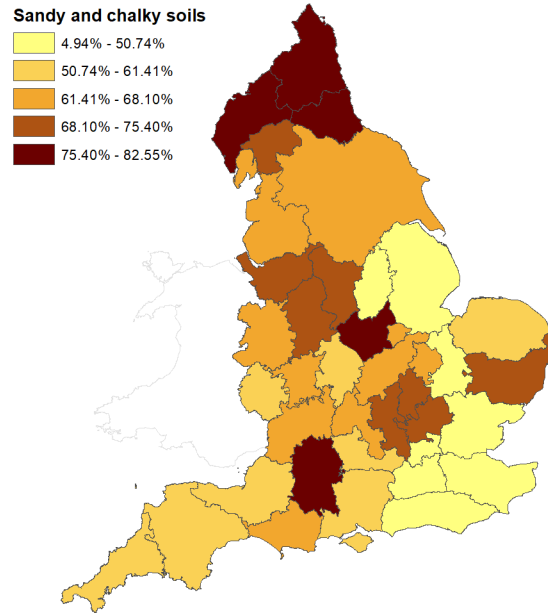 Sandy and chalky soils
4.94% - 50.74%
50.74% - 61.41%
61.41% - 68.10%
68.10% - 75.40%
75.40% - 82.55%